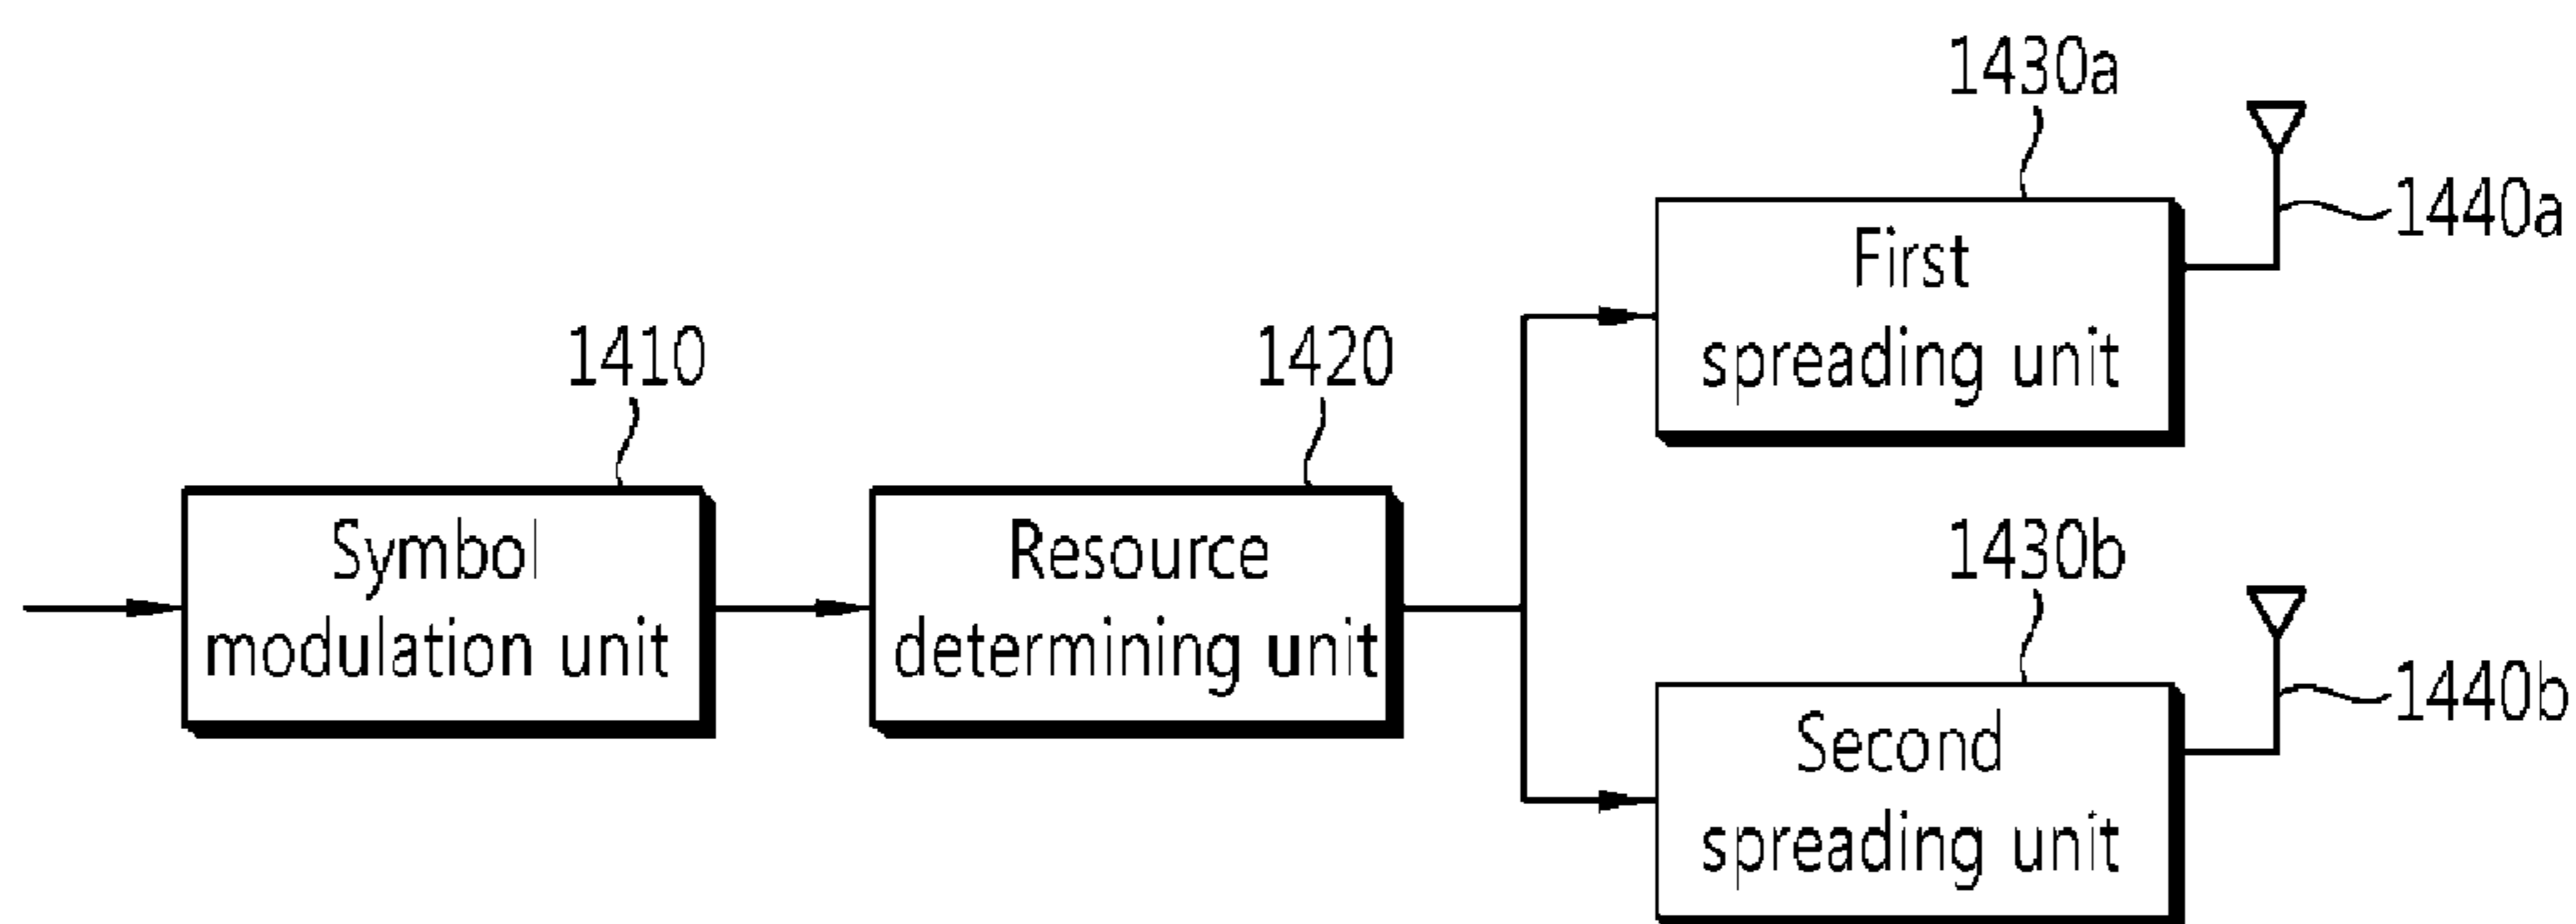 1430a
1440a
First
spreading unit
1410
1420
Symbol
modulation unit
Resource
determining unit
1430b
1440b
Second
spreading unit